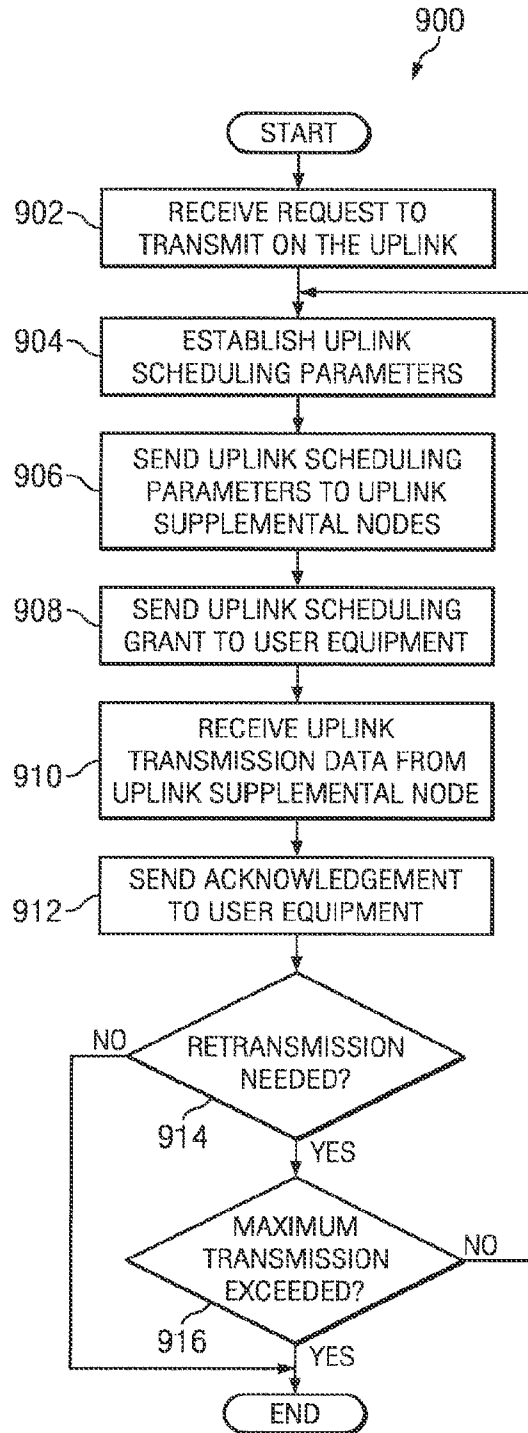 900
START
902
RECEIVE REQUEST TO
TRANSMIT ON THE UPLINK
904
ESTABLISH UPLINK
SCHEDULING PARAMETERS
906
SEND UPLINK SCHEDULING
PARAMETERS TO UPLINK
SUPPLEMENTAL NODES
908
SEND UPLINK SCHEDULING
GRANT TO USER EQUIPMENT
910
RECEIVE UPLINK
TRANSMISSION DATA FROM
UPLINK SUPPLEMENTAL NODE
912
SEND ACKNOWLEDGEMENT
TO USER EQUIPMENT
NO
RETRANSMISSION
NEEDED?
914
YES
MAXIMUM
TRANSMISSION
EXCEEDED?
NO
916
YES
END